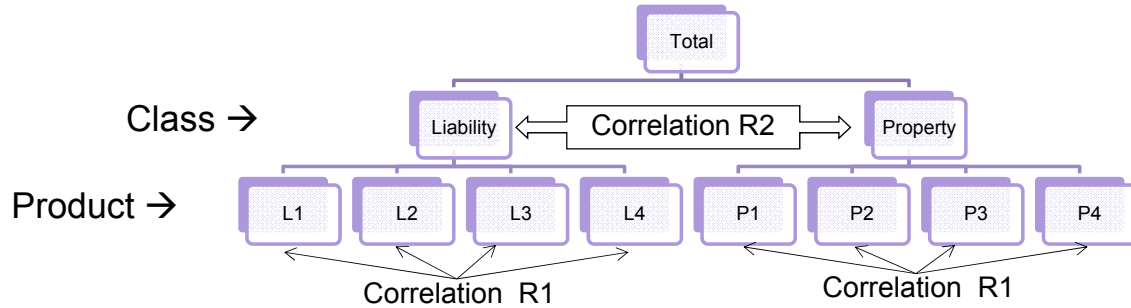 Total
Class →
Liability
Correlation R2
Property
Product →
L1
L2
L3
L4
P1
P2
P3
P4
Correlation R1
Correlation R1